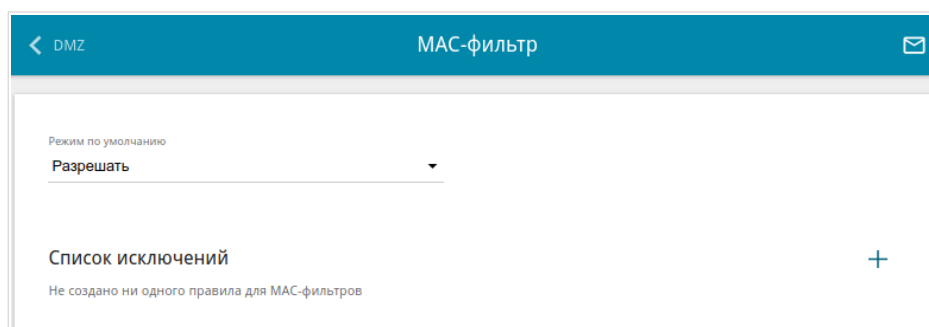 DMZ
MAC-фильтр
Режим по умолчанию
Разрешать
Список исключений
Не создано ни одного правила для MAC-фильтров